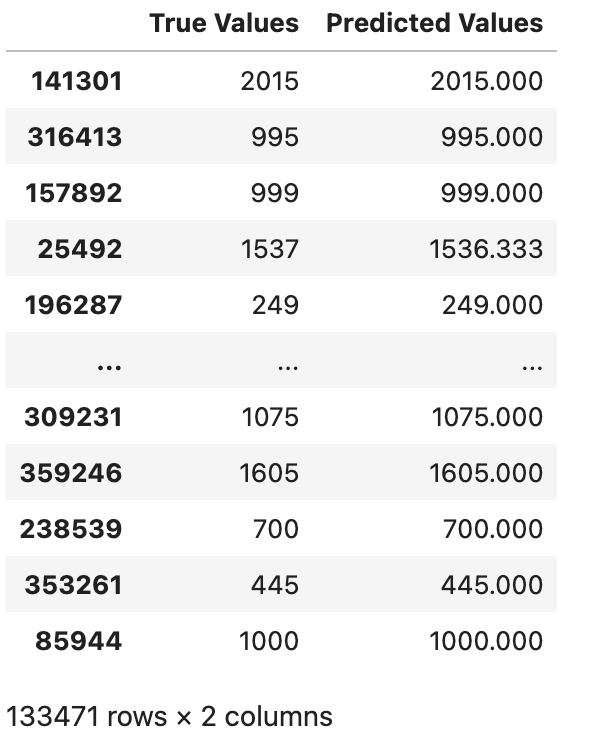 True Values Predicted Values
141301 2015 2015.000
316413 995 995.000
157892 999 999.000
25492 1537 1536.333
196287 249 249.000
... ... ...
309231 1075 1075.000
359246 1605 1605.000
238539 700 700.000
353261 445 445.000
85944 1000 1000.000
133471 rows × 2 columns